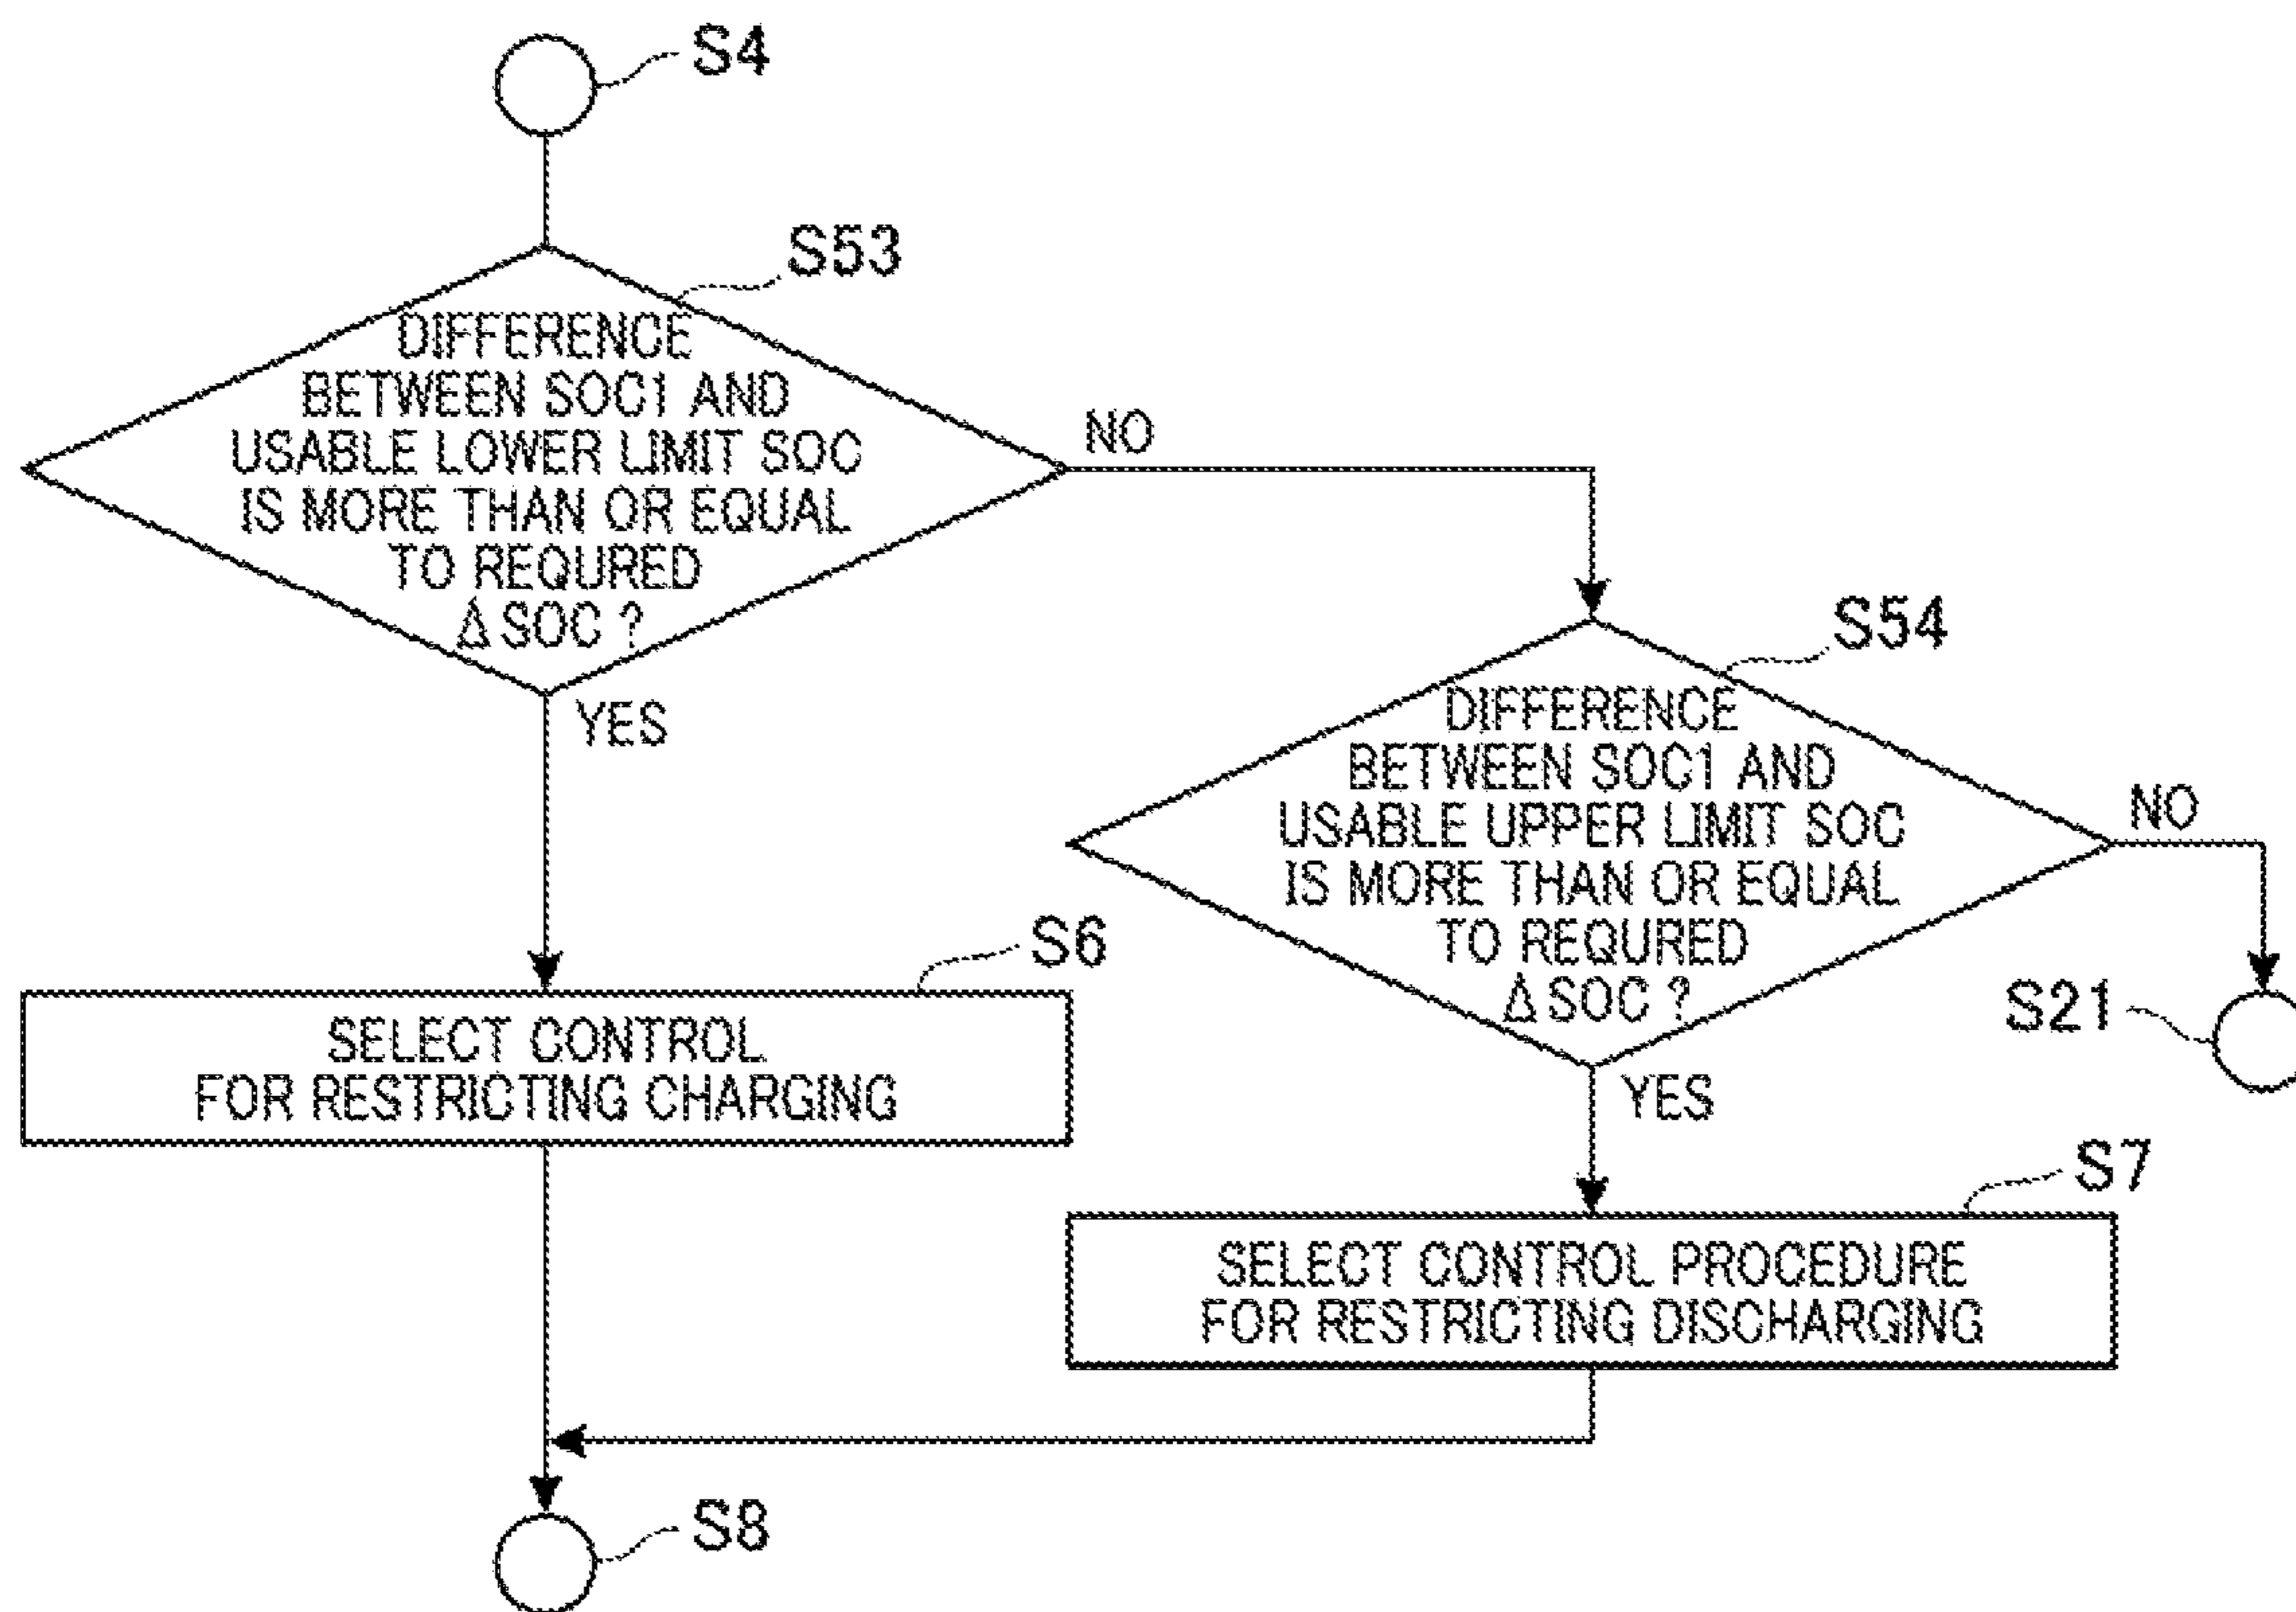 S4
S53
DIFFERENCE
BETWEEN SOC1 AND
USABLE LOWER LIMIT SOC
IS MORE THAN OR EQUAL
TO REQURED
Δ SOC ?
NO
YES
S54
DIFFERENCE
BETWEEN SOC1 AND
USABLE UPPER LIMIT SOC
IS MORE THAN OR EQUAL
TO REQURED
Δ SOC ?
NO
YES
S21
S6
SELECT CONTROL
FOR RESTRICTING CHARGING
S7
SELECT CONTROL PROCEDURE
FOR RESTRICTING DISCHARGING
S8